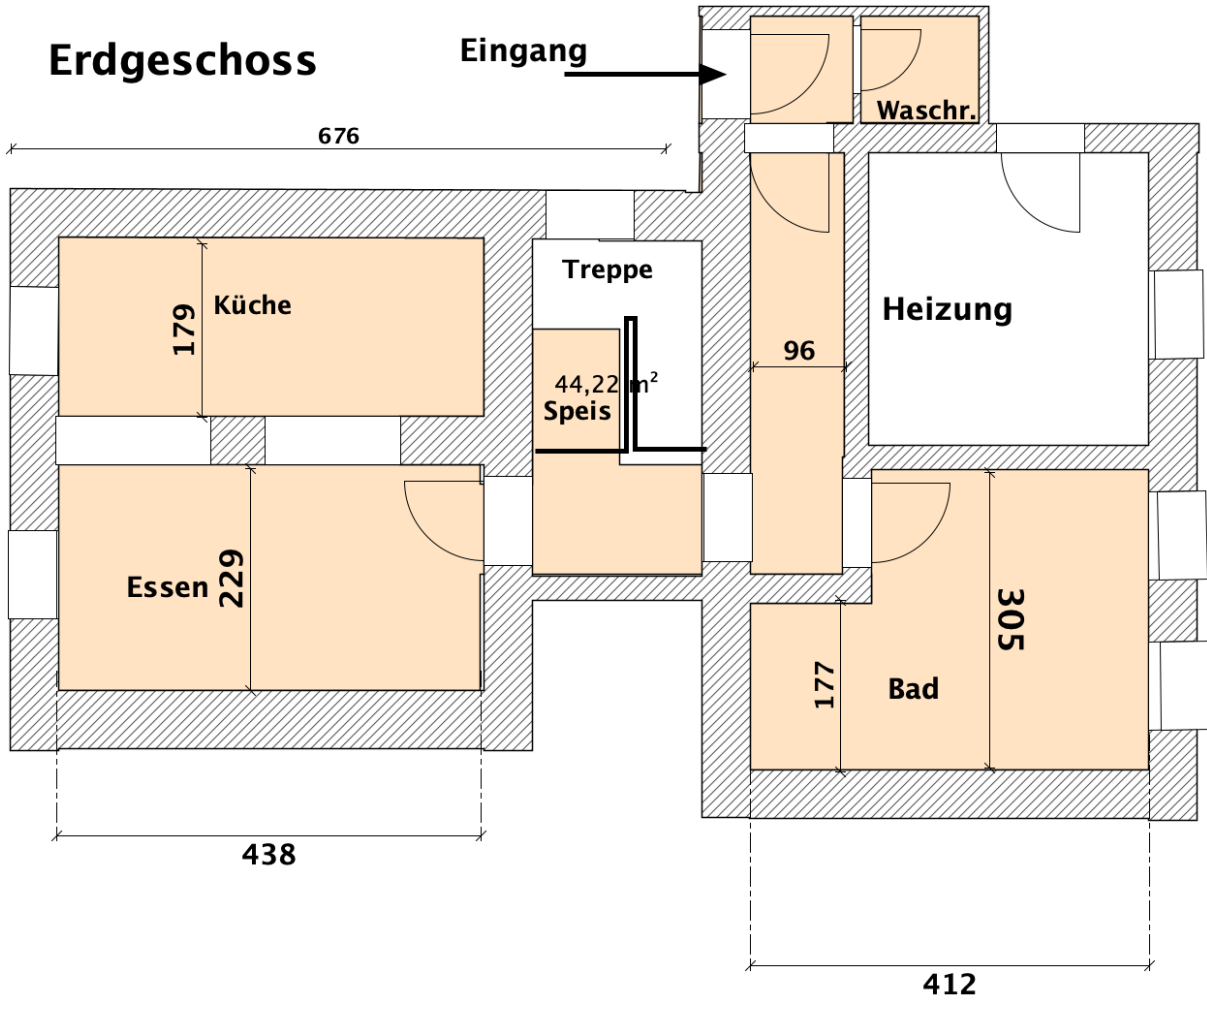 Erdgeschoss
Eingang
Waschr.
676
Treppe
Küche
179
Heizung
96
44,22 m²
Speis
Essen
229
305
177
Bad
438
412